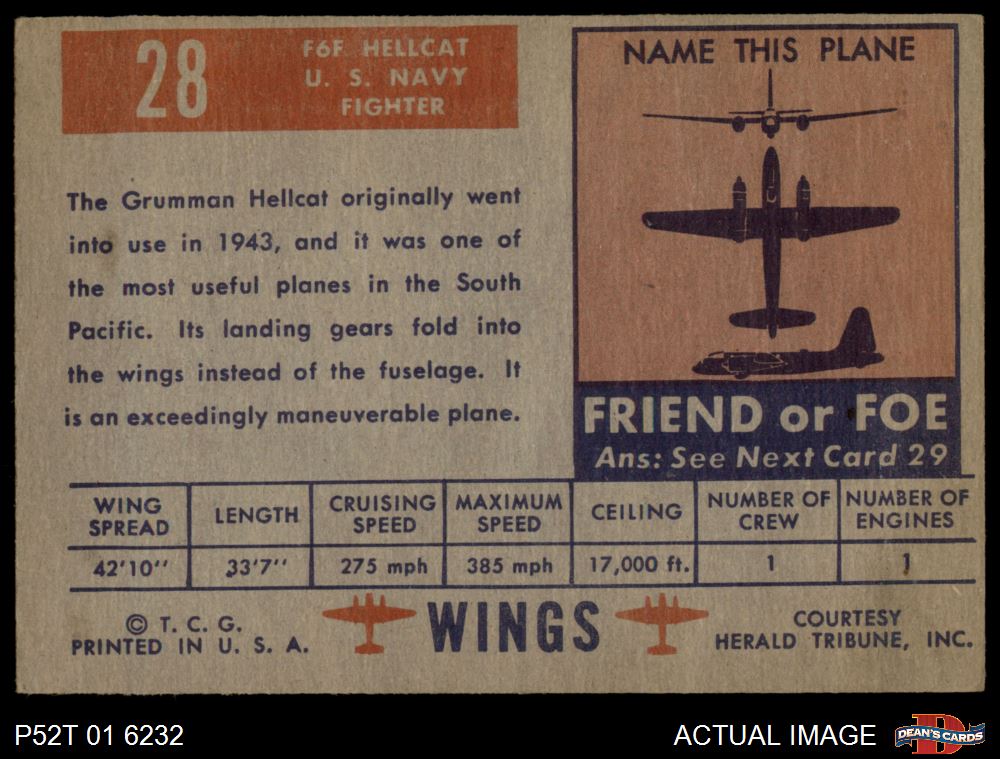 28
F6F HELLCAT
U. S. NAVY
FIGHTER
The Grumman Hellcat originally went
into use in 1943, and it was one of
the most useful planes in the South
Pacific. Its landing gears fold into
the wings instead of the fuselage. It
is an exceedingly maneuverable plane.
NAME THIS PLANE
FRIEND or FOE
Ans: See Next Card 29
WING SPREAD LENGTH CRUISING SPEED MAXIMUM SPEED CEILING NUMBER OF CREW NUMBER OF ENGINES
42'10'' 33'7'' 275 mph 385 mph 17,000 ft. 1 1
© T. C. G.
PRINTED IN U. S. A.
WINGS
COURTESY
HERALD TRIBUNE, INC.
P52T 01 6232
ACTUAL IMAGE
D
DEAN'S CARDS